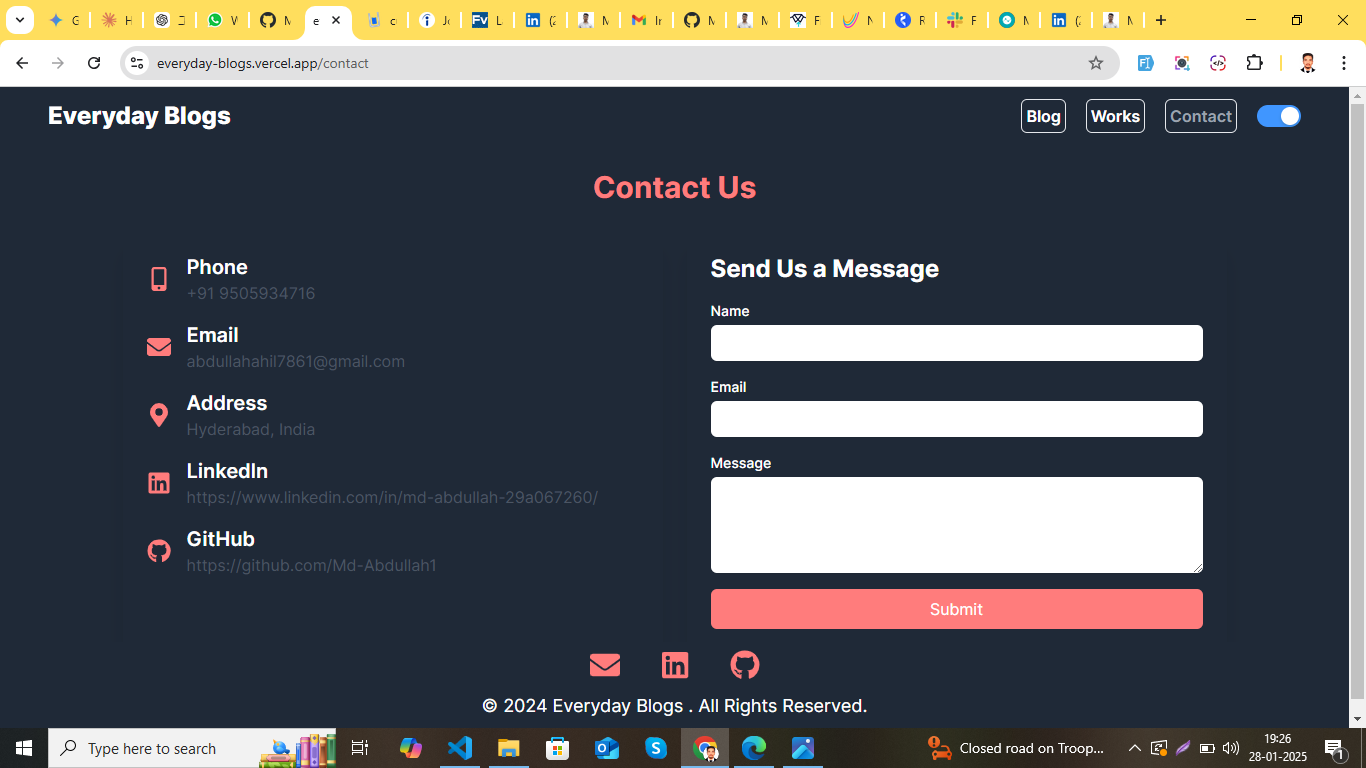 everyday-blogs.vercel.app/contact
Everyday Blogs
Blog
Works
Contact
Contact Us
Phone
+91 9505934716
Email
abdullahahil7861@gmail.com
Address
Hyderabad, India
LinkedIn
https://www.linkedin.com/in/md-abdullah-29a067260/
GitHub
https://github.com/Md-Abdullah1
Send Us a Message
Name
Email
Message
Submit
© 2024 Everyday Blogs . All Rights Reserved.
Type here to search
Closed road on Troop...
19:26
28-01-2025
1